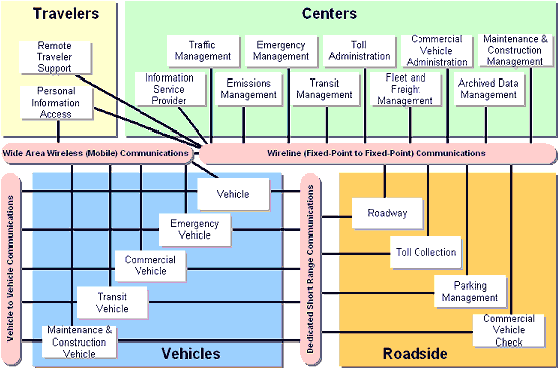 Travelers
Remote
Traveler
Support
Personal
Information
Access
Centers
Traffic
Management
Emergency
Management
Toll
Administration
Commercial
Vehicle
Administration
Maintenance &
Construction
Management
Information
Service
Provider
Emissions
Management
Transit
Management
Fleet and
Freight
Management
Archived Data
Management
Wide Area Wireless (Mobile) Communications
Wireline (Fixed-Point to Fixed-Point) Communications
Vehicle to Vehicle Communications
Vehicle
Emergency
Vehicle
Commercial
Vehicle
Transit
Vehicle
Maintenance &
Construction
Vehicle
Vehicles
Dedicated Short Range Communications
Roadway
Toll Collection
Parking
Management
Commercial
Vehicle
Check
Roadside